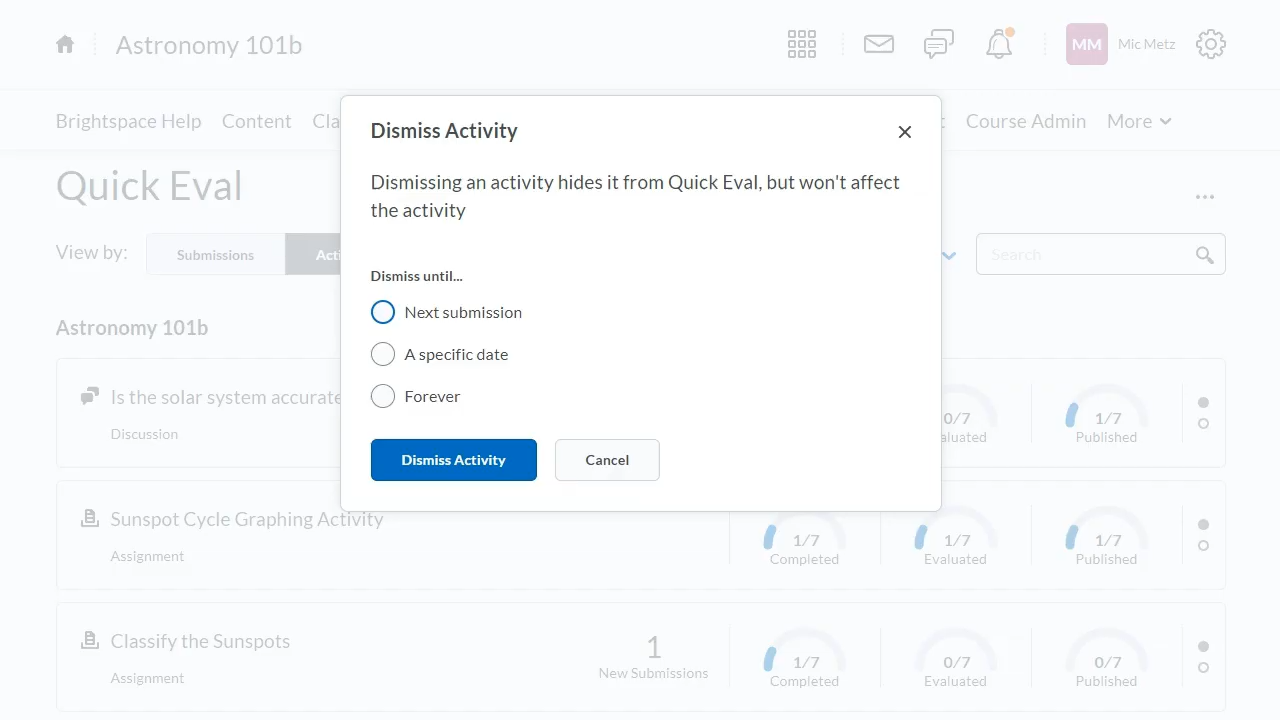 Astronomy 101b
MM
Mic Metz
Brightspace Help
Content
Course Admin
More
Quick Eval
View by:
Submissions
Search
Astronomy 101b
Is the solar system accurate
Discussion
0/7
1/7
Published
Sunspot Cycle Graphing Activity
Assignment
1/7
Completed
1/7
Evaluated
1/7
Published
Classify the Sunspots
Assignment
1
New Submissions
1/7
Completed
0/7
Evaluated
0/7
Published
Dismiss Activity
Dismissing an activity hides it from Quick Eval, but won't affect
the activity
Dismiss until...
Next submission
A specific date
Forever
Dismiss Activity
Cancel